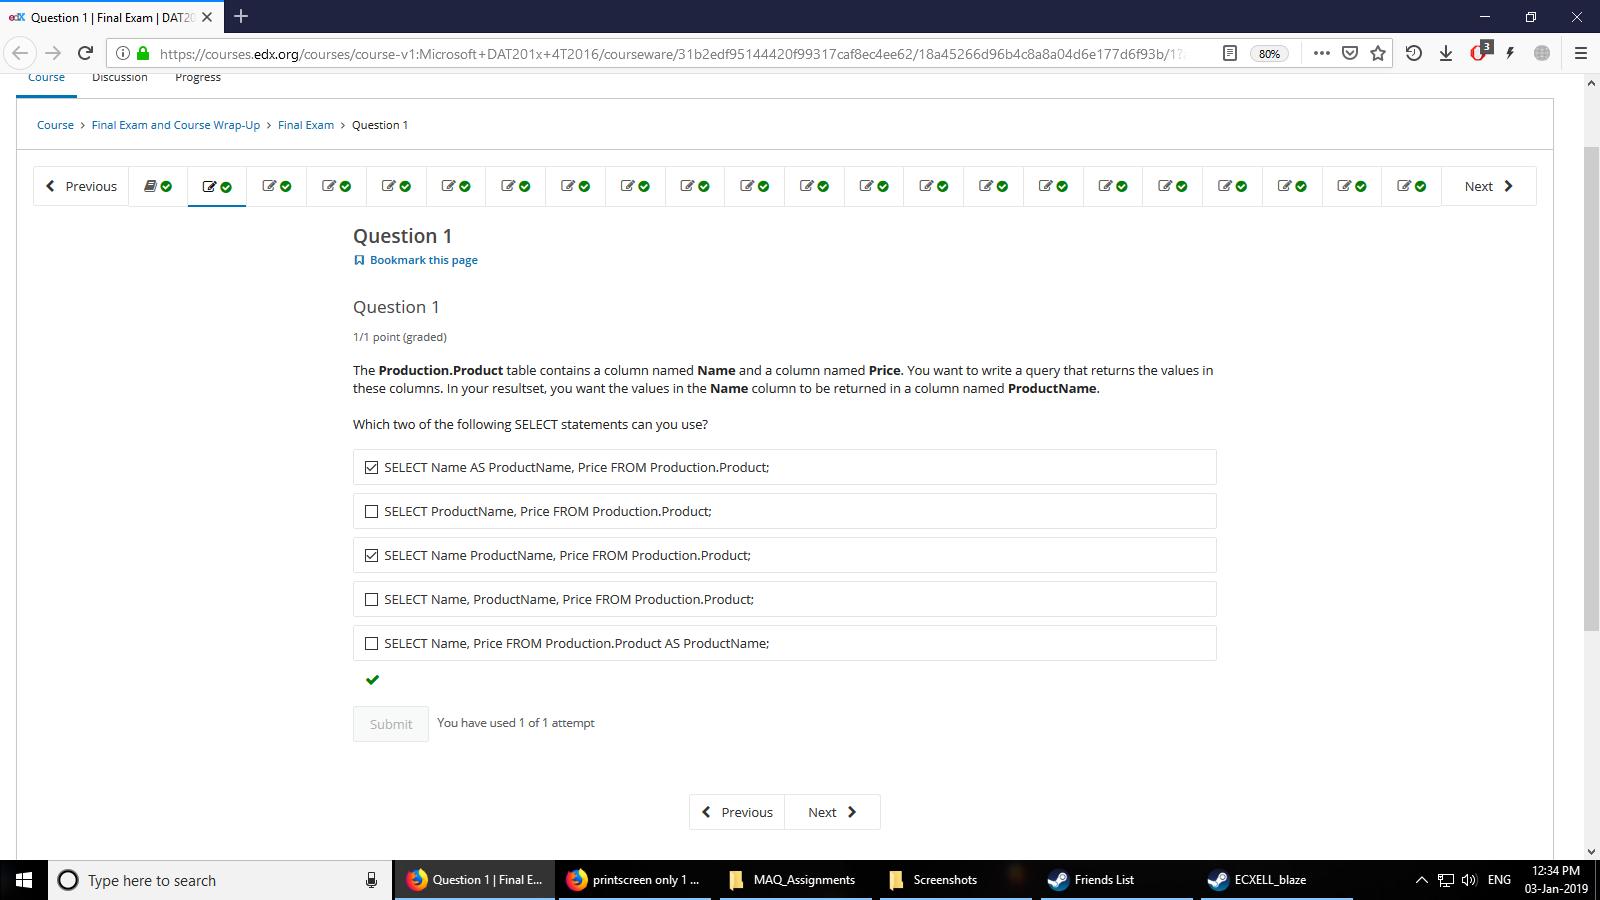 edX Question 1 | Final Exam | DAT20
https://courses.edx.org/courses/course-v1:Microsoft+DAT201x+4T2016/courseware/31b2edf95144420f99317caf8ec4ee62/18a45266d96b4c8a8a04d6e177d6f93b/1?
80%
3
Course Discussion Progress
Course > Final Exam and Course Wrap-Up > Final Exam > Question 1
Previous
Next
Question 1
Bookmark this page
Question 1
1/1 point (graded)
The Production.Product table contains a column named Name and a column named Price. You want to write a query that returns the values in
these columns. In your resultset, you want the values in the Name column to be returned in a column named ProductName.
Which two of the following SELECT statements can you use?
SELECT Name AS ProductName, Price FROM Production.Product;
SELECT ProductName, Price FROM Production.Product;
SELECT Name ProductName, Price FROM Production.Product;
SELECT Name, ProductName, Price FROM Production.Product;
SELECT Name, Price FROM Production.Product AS ProductName;
Submit You have used 1 of 1 attempt
Previous Next
Type here to search
Question 1 | Final E...
printscreen only 1 ...
MAQ_Assignments
Screenshots
Friends List
ECXELL_blaze
ENG
12:34 PM
03-Jan-2019